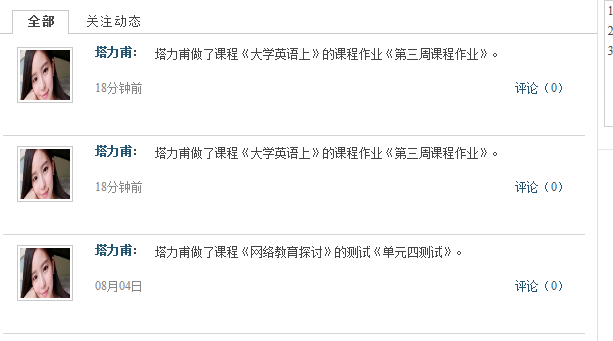 全部 关注动态
塔力甫： 塔力甫做了课程《大学英语上》的课程作业《第三周课程作业》。
18分钟前 评论（0）
塔力甫： 塔力甫做了课程《大学英语上》的课程作业《第三周课程作业》。
18分钟前 评论（0）
塔力甫： 塔力甫做了课程《网络教育探讨》的测试《单元四测试》。
08月04日 评论（0）
1
2
3